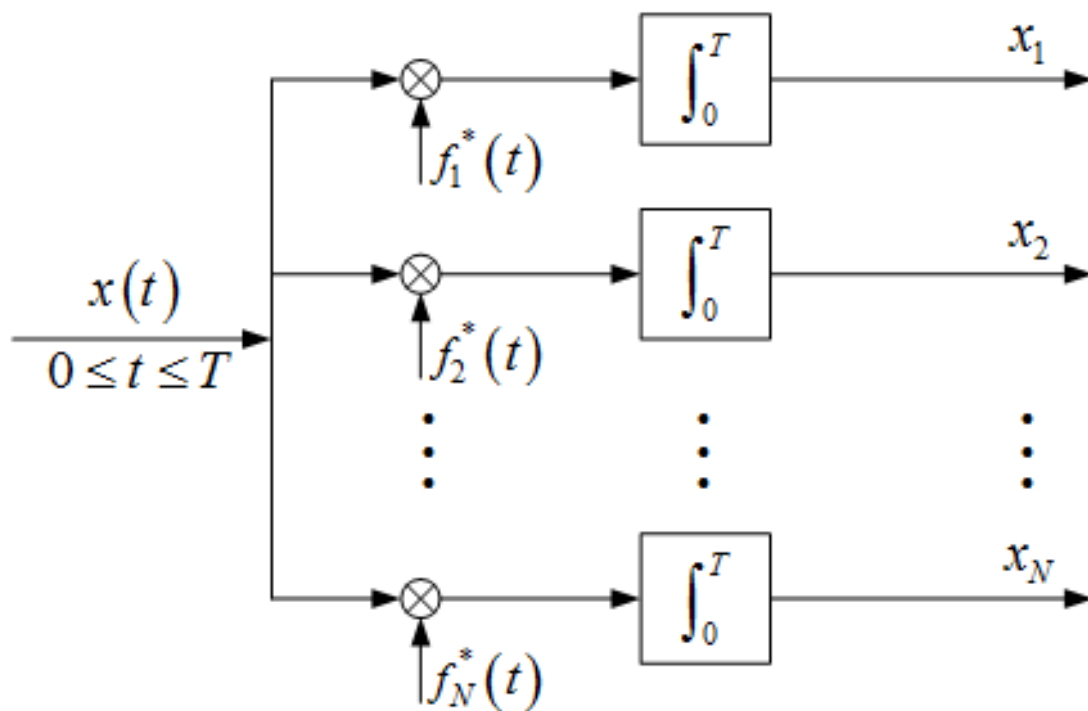 x₁
∫₀ᵀ
f₁*(t)
x₂
∫₀ᵀ
x(t)
0 ≤ t ≤ T
f₂*(t)
⋮ ⋮ ⋮
x_N
∫₀ᵀ
f_N*(t)